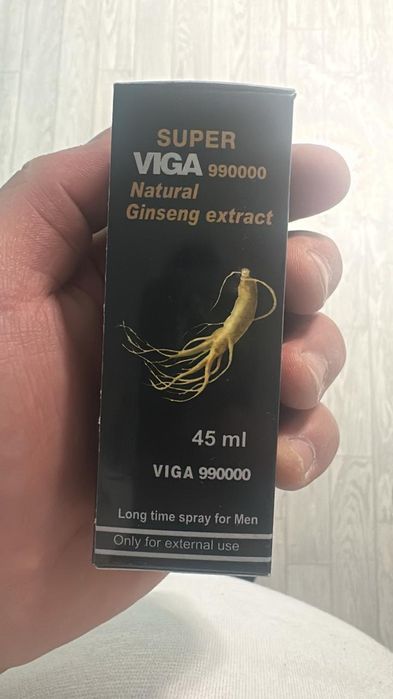 SUPER
VIGA 990000
Natural
Ginseng extract
45 ml
VIGA 990000
Long time spray for Men
Only for external use